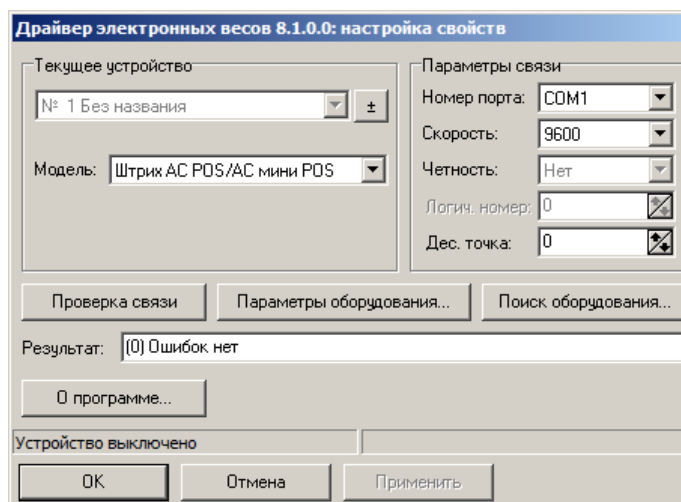 Драйвер электронных весов 8.1.0.0: настройка свойств
Текущее устройство
№ 1 Без названия
±
Модель:
Штрих АС POS/АС мини POS
Параметры связи
Номер порта: COM1
Скорость: 9600
Четность: Нет
Логич. номер: 0
Дес. точка: 0
Проверка связи
Параметры оборудования...
Поиск оборудования...
Результат: (0) Ошибок нет
О программе...
Устройство выключено
OK
Отмена
Применить